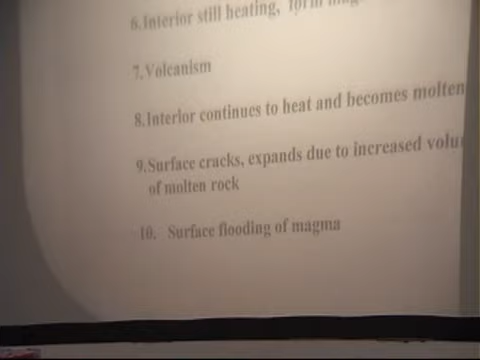 6.Interior still heating, form
7.Volcanism
8.Interior continues to heat and becomes molten
9.Surface cracks, expands due to increased
of molten rock
10. Surface flooding of magma